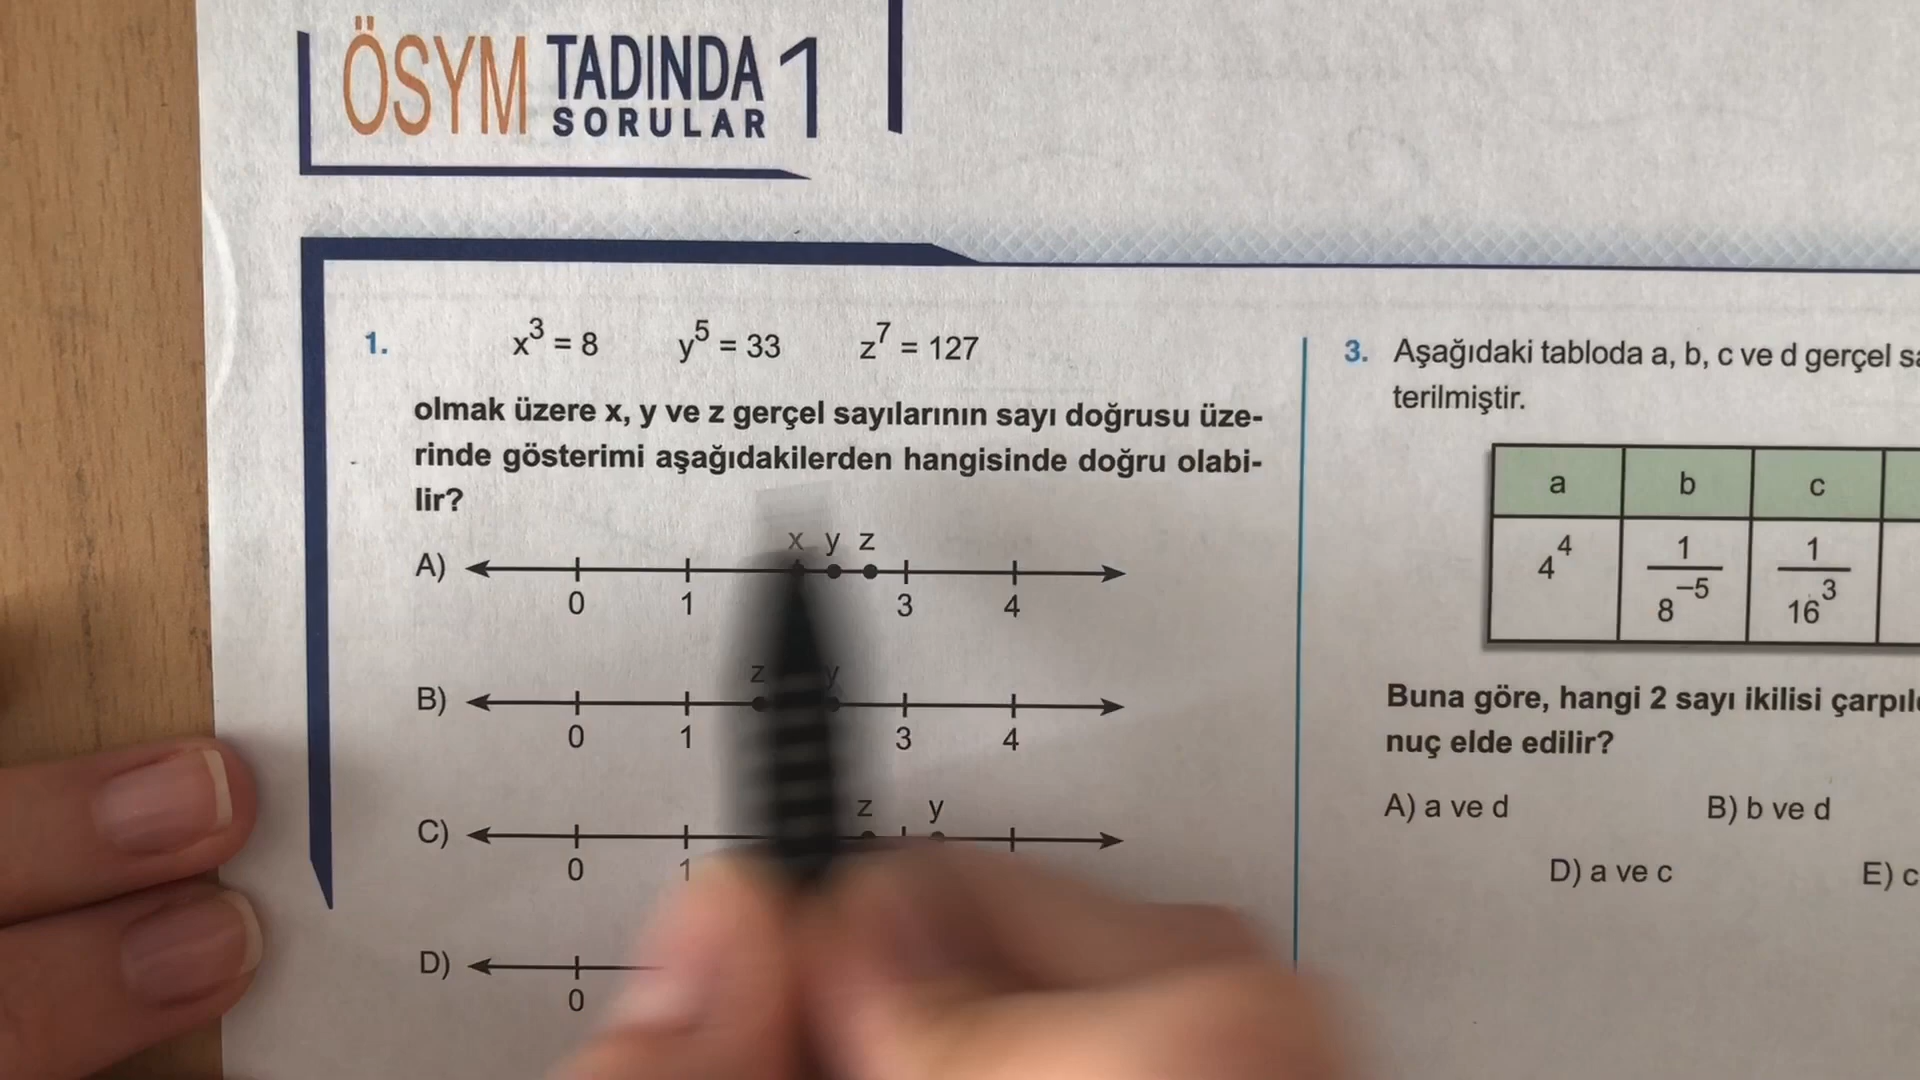 ÖSYM TADINDA SORULAR 1
1. x³ = 8 y⁵ = 33 z⁷ = 127
olmak üzere x, y ve z gerçel sayılarının sayı doğrusu üze-
rinde gösterimi aşağıdakilerden hangisinde doğru olabi-
lir?
x y z
A)
0 1 3 4
z y
B)
0 1 3 4
z y
C)
0 1
D)
0
3. Aşağıdaki tabloda a, b, c ve d gerçel
terilmiştir.
a b c
4⁴ 1/8⁻⁵ 1/16³
Buna göre, hangi 2 sayı ikilisi
nuç elde edilir?
A) a ve d B) b ve d
D) a ve c E) c